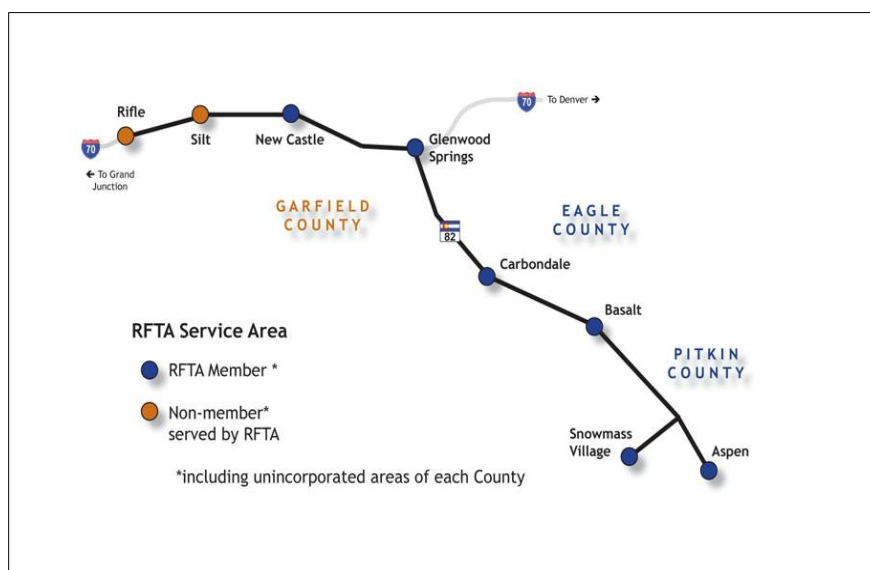 70
To Denver →
Rifle
Silt
New Castle
Glenwood
Springs
70
← To Grand
Junction
GARFIELD
COUNTY
EAGLE
COUNTY
82
Carbondale
Basalt
RFTA Service Area
RFTA Member *
PITKIN
COUNTY
Non-member*
served by RFTA
Snowmass
Village
Aspen
*including unincorporated areas of each County